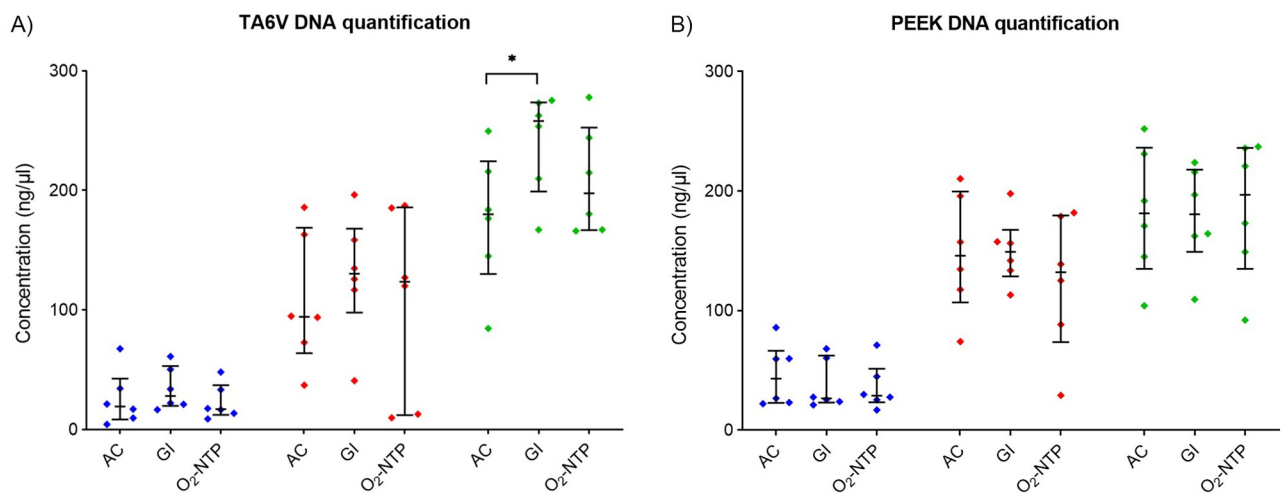 A)
TA6V DNA quantification
Concentration (ng/µl)
300
200
100
0
*
AC
GI
O₂-NTP
AC
GI
O₂-NTP
AC
GI
O₂-NTP
B)
PEEK DNA quantification
Concentration (ng/µl)
300
200
100
0
AC
GI
O₂-NTP
AC
GI
O₂-NTP
AC
GI
O₂-NTP